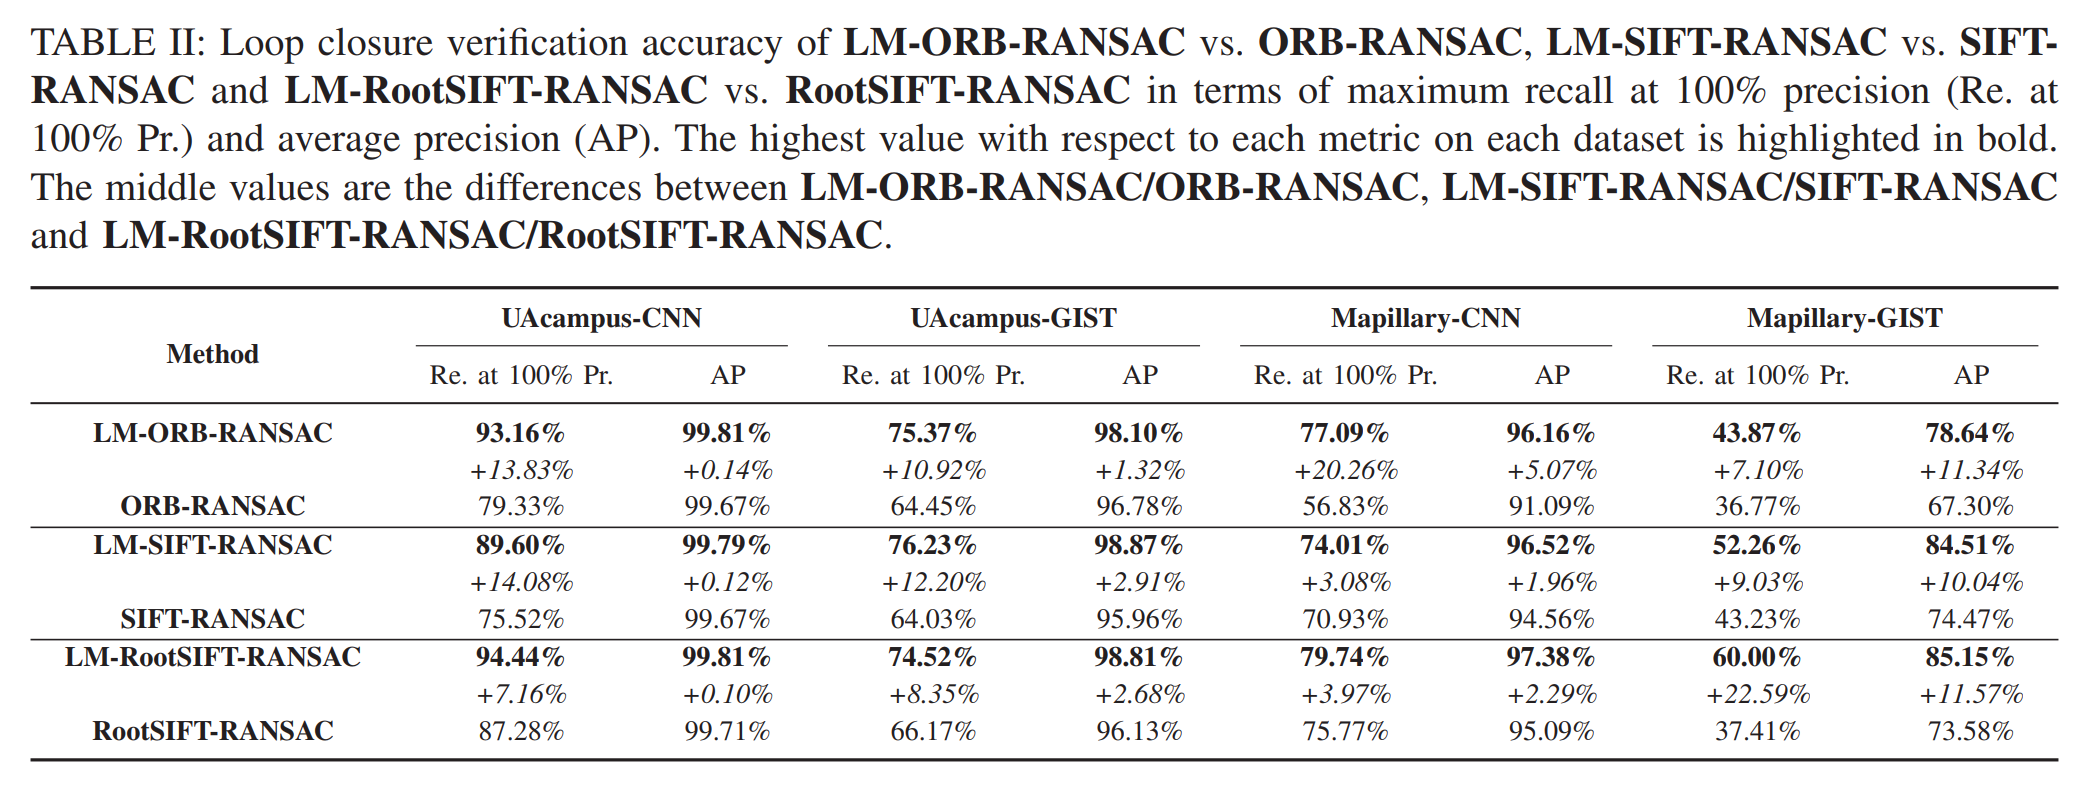 TABLE II: Loop closure verification accuracy of LM-ORB-RANSAC vs. ORB-RANSAC, LM-SIFT-RANSAC vs. SIFT-
RANSAC and LM-RootSIFT-RANSAC vs. RootSIFT-RANSAC in terms of maximum recall at 100% precision (Re. at
100% Pr.) and average precision (AP). The highest value with respect to each metric on each dataset is highlighted in bold.
The middle values are the differences between LM-ORB-RANSAC/ORB-RANSAC, LM-SIFT-RANSAC/SIFT-RANSAC
and LM-RootSIFT-RANSAC/RootSIFT-RANSAC.
Method UAcampus-CNN UAcampus-GIST Mapillary-CNN Mapillary-GIST
Re. at 100% Pr. AP Re. at 100% Pr. AP Re. at 100% Pr. AP Re. at 100% Pr. AP
LM-ORB-RANSAC 93.16% 99.81% 75.37% 98.10% 77.09% 96.16% 43.87% 78.64%
+13.83% +0.14% +10.92% +1.32% +20.26% +5.07% +7.10% +11.34%
ORB-RANSAC 79.33% 99.67% 64.45% 96.78% 56.83% 91.09% 36.77% 67.30%
LM-SIFT-RANSAC 89.60% 99.79% 76.23% 98.87% 74.01% 96.52% 52.26% 84.51%
+14.08% +0.12% +12.20% +2.91% +3.08% +1.96% +9.03% +10.04%
SIFT-RANSAC 75.52% 99.67% 64.03% 95.96% 70.93% 94.56% 43.23% 74.47%
LM-RootSIFT-RANSAC 94.44% 99.81% 74.52% 98.81% 79.74% 97.38% 60.00% 85.15%
+7.16% +0.10% +8.35% +2.68% +3.97% +2.29% +22.59% +11.57%
RootSIFT-RANSAC 87.28% 99.71% 66.17% 96.13% 75.77% 95.09% 37.41% 73.58%